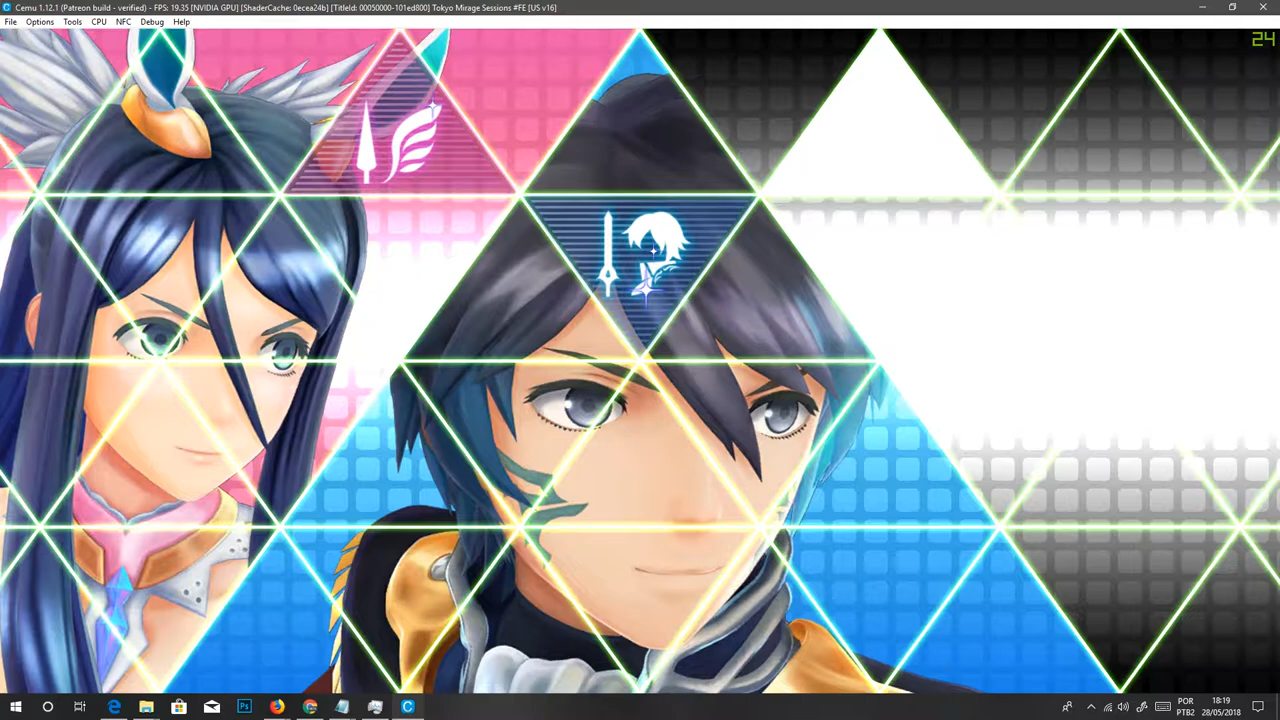 Cemu 1.12.1 (Patreon build - verified) - FPS: 19.35 [NVIDIA GPU] [ShaderCache: 0ecea24b] [TitleId: 00050000-101ed800] Tokyo Mirage Sessions #FE [US v16]
File Options Tools CPU NFC Debug Help
24
Ps
POR 18:19
PTB2 28/05/2018